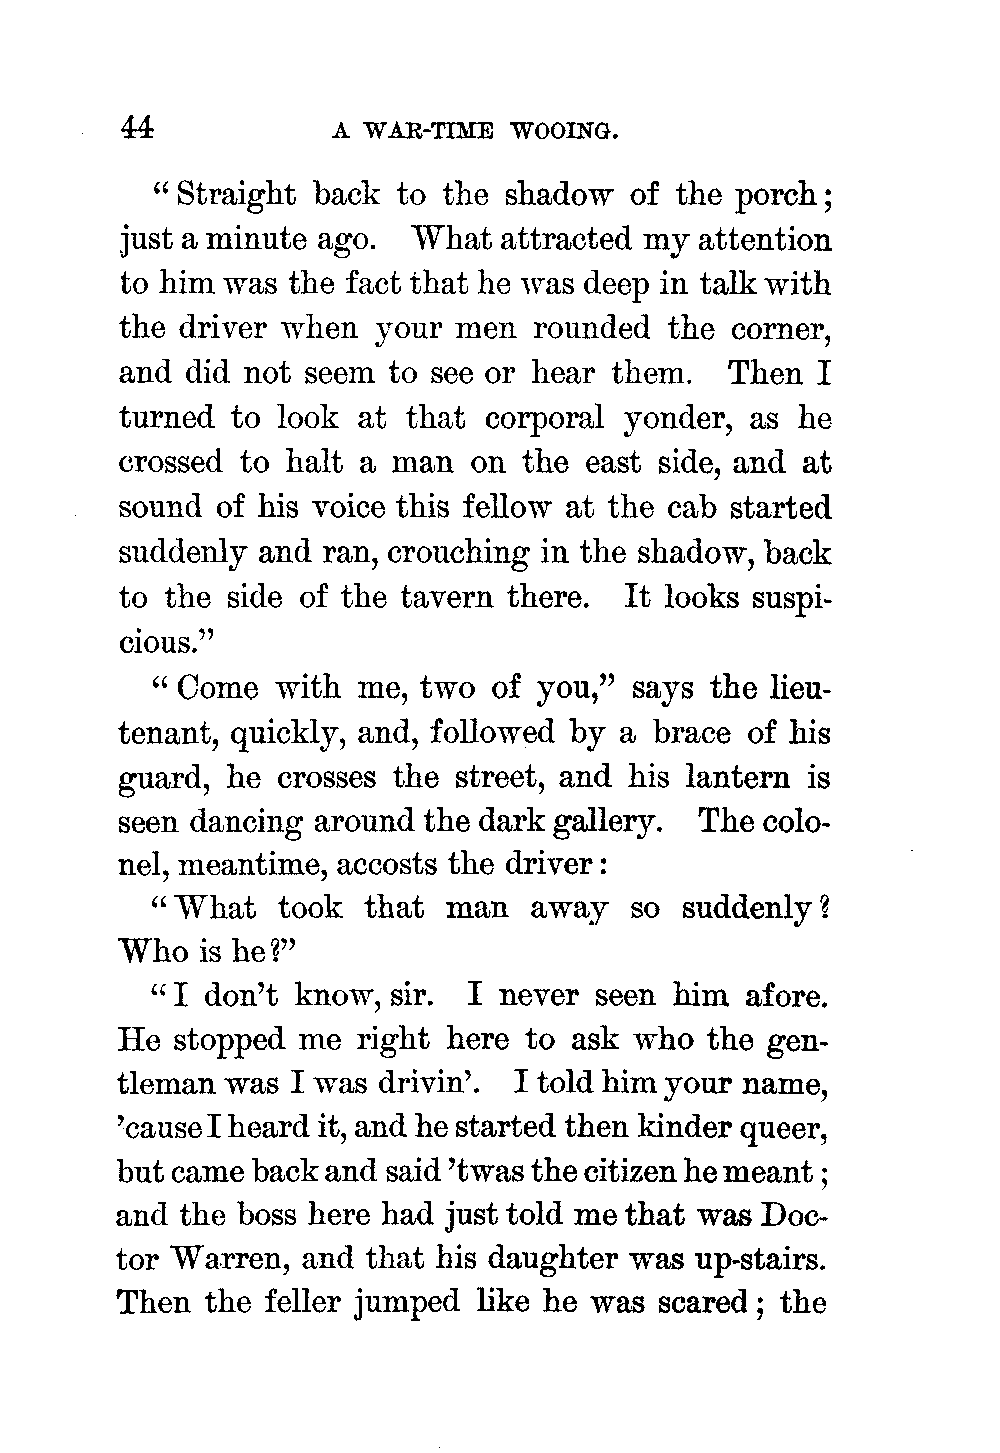 44 A WAR-TIME WOOING.
“Straight back to the shadow of the porch;
just a minute ago. What attracted my attention
to him was the fact that he was deep in talk with
the driver when your men rounded the corner,
and did not seem to see or hear them. Then I
turned to look at that corporal yonder, as he
crossed to halt a man on the east side, and at
sound of his voice this fellow at the cab started
suddenly and ran, crouching in the shadow, back
to the side of the tavern there. It looks suspi-
cious.”
“Come with me, two of you,” says the lieu-
tenant, quickly, and, followed by a brace of his
guard, he crosses the street, and his lantern is
seen dancing around the dark gallery. The colo-
nel, meantime, accosts the driver:
“What took that man away so suddenly?
Who is he?”
“I don’t know, sir. I never seen him afore.
He stopped me right here to ask who the gen-
tleman was I was drivin’. I told him your name,
’cause I heard it, and he started then kinder queer,
but came back and said ’twas the citizen he meant;
and the boss here had just told me that was Doc-
tor Warren, and that his daughter was up-stairs.
Then the feller jumped like he was scared; the